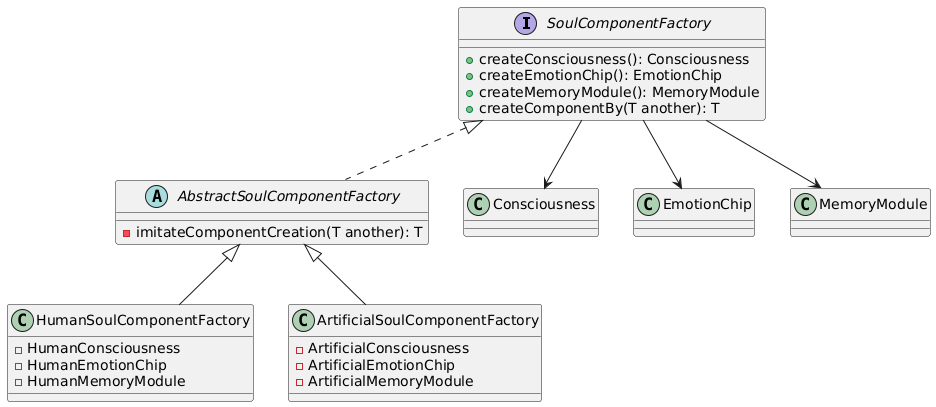 I SoulComponentFactory
createConsciousness(): Consciousness
createEmotionChip(): EmotionChip
createMemoryModule(): MemoryModule
createComponentBy(T another): T
A AbstractSoulComponentFactory
imitateComponentCreation(T another): T
C Consciousness
C EmotionChip
C MemoryModule
C HumanSoulComponentFactory
HumanConsciousness
HumanEmotionChip
HumanMemoryModule
C ArtificialSoulComponentFactory
ArtificialConsciousness
ArtificialEmotionChip
ArtificialMemoryModule